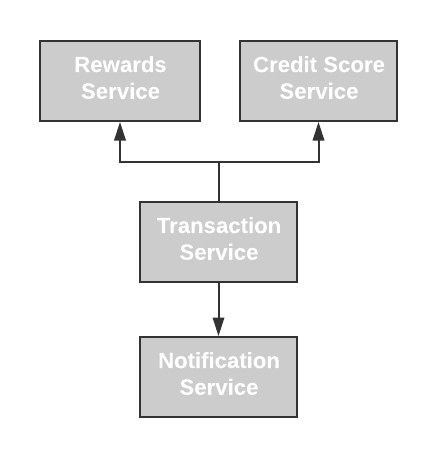 Rewards
Service
Credit Score
Service
Transaction
Service
Notification
Service